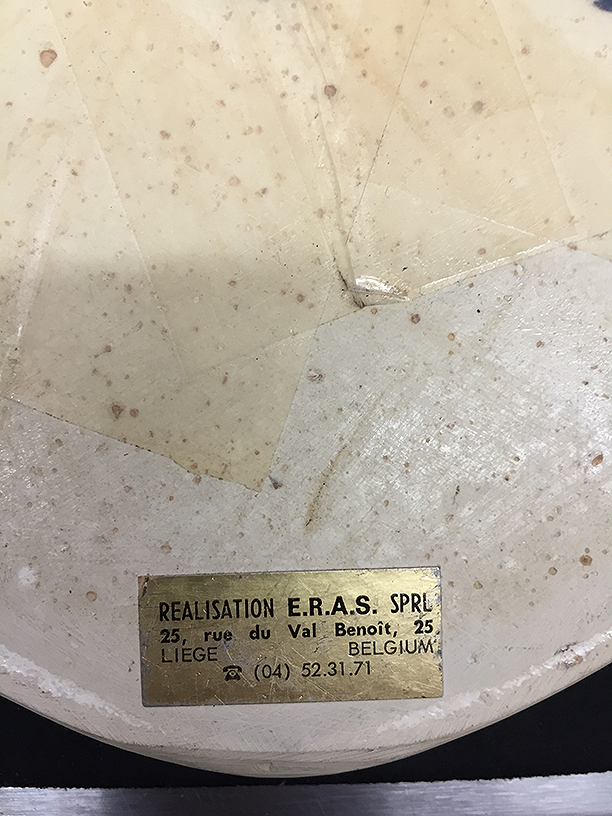 REALISATION E.R.A.S. SPRL
25, rue du Val Benoît, 25
LIEGE BELGIUM
☎ (04) 52.31.71